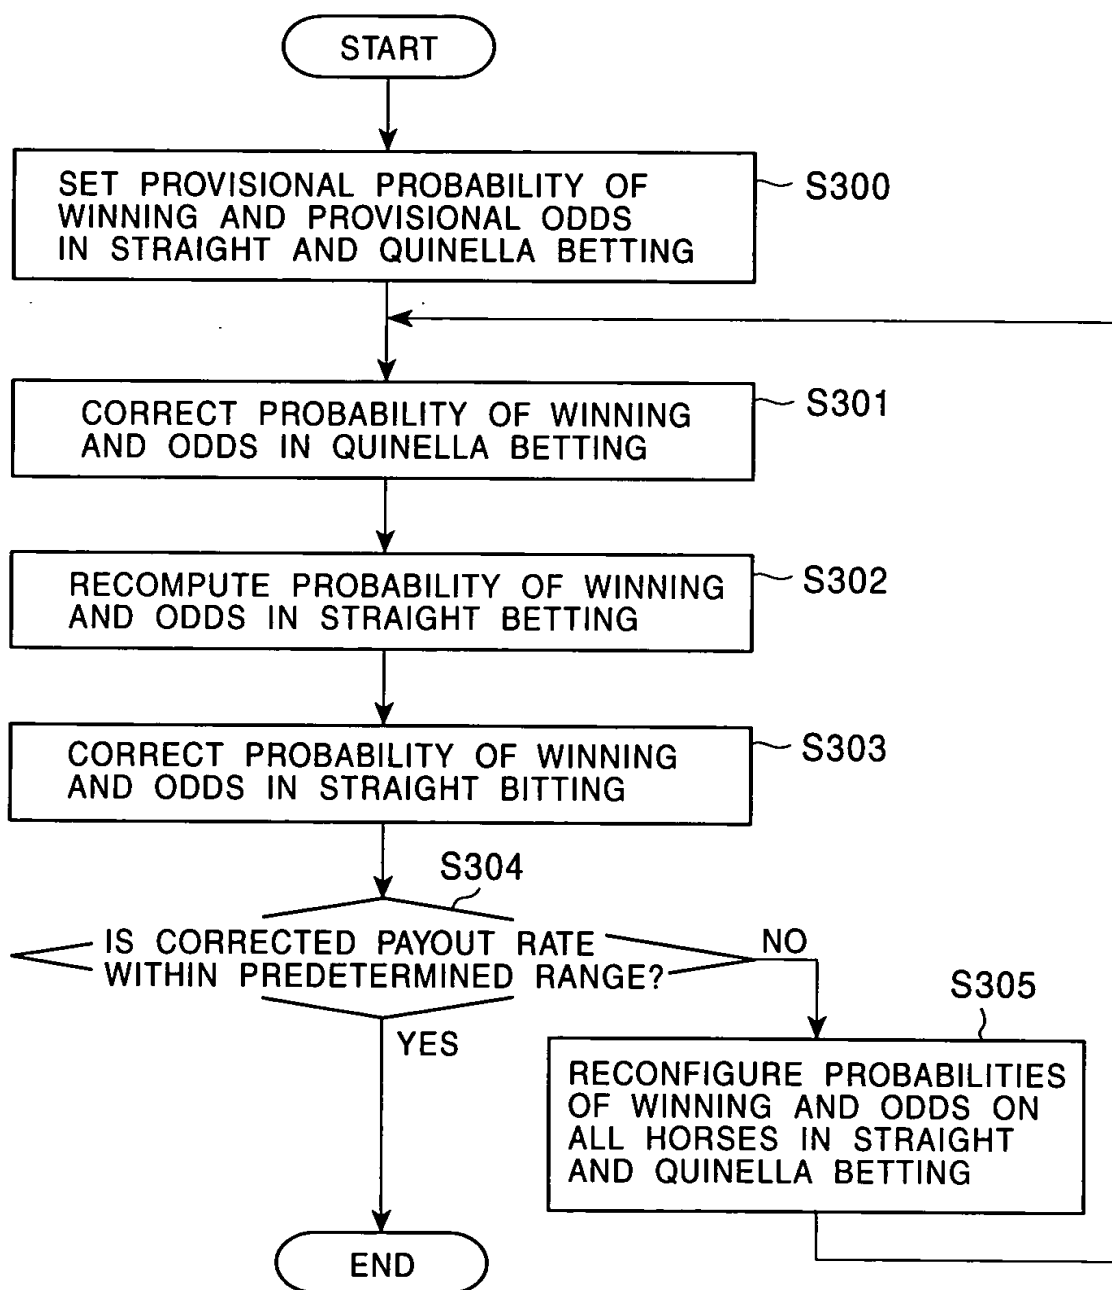 START
SET PROVISIONAL PROBABILITY OF
WINNING AND PROVISIONAL ODDS
IN STRAIGHT AND QUINELLA BETTING
S300
CORRECT PROBABILITY OF WINNING
AND ODDS IN QUINELLA BETTING
S301
RECOMPUTE PROBABILITY OF WINNING
AND ODDS IN STRAIGHT BETTING
S302
CORRECT PROBABILITY OF WINNING
AND ODDS IN STRAIGHT BITTING
S303
S304
IS CORRECTED PAYOUT RATE
WITHIN PREDETERMINED RANGE?
NO
YES
S305
RECONFIGURE PROBABILITIES
OF WINNING AND ODDS ON
ALL HORSES IN STRAIGHT
AND QUINELLA BETTING
END